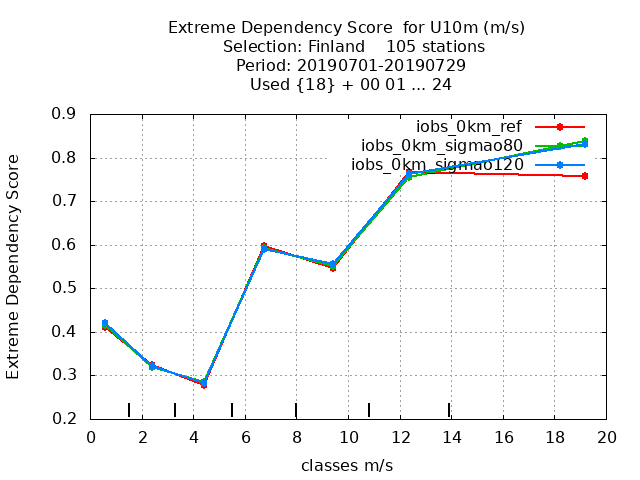 Extreme Dependency Score  for U10m (m/s)
Selection: Finland    105 stations
Period: 20190701-20190729
Used {18} + 00 01 ... 24
Extreme Dependency Score
0.9
0.8
0.7
0.6
0.5
0.4
0.3
0.2
iobs_0km_ref
iobs_0km_sigmao80
iobs_0km_sigmao120
0 2 4 6 8 10 12 14 16 18 20
classes m/s